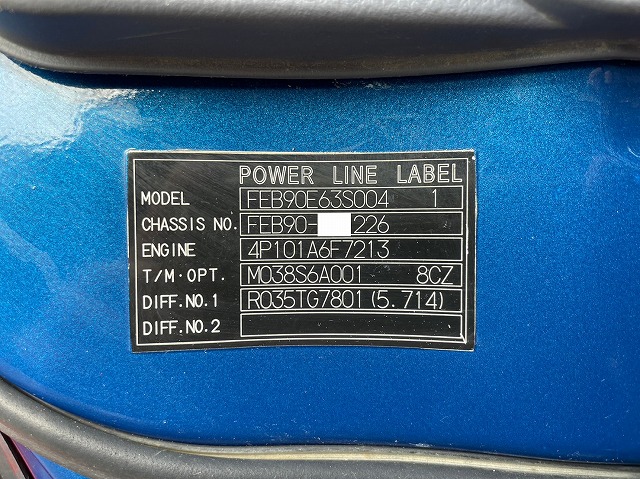 POWER LINE LABEL
MODEL FEB90E63S004 1
CHASSIS NO. FEB90- 226
ENGINE 4P101A6F7213
T/M·OPT. M038S6A001 8CZ
DIFF.NO.1 R035TG7801(5.714)
DIFF.NO.2